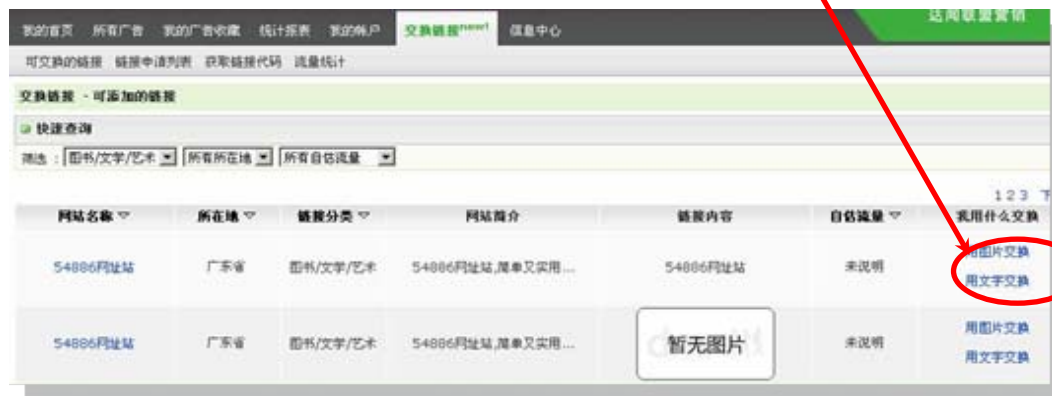 达闻联盟营销
我的首页 所有广告 我的广告收藏 统计报表 我的帐户 交换链接new! 信息中心
可交换的链接 链接申请列表 获取链接代码 流量统计
交换链接 - 可添加的链接
快速查询
筛选 : 图书/文学/艺术 所有所在地 所有自估流量
1 2 3 下
网站名称 所在地 链接分类 网站简介 链接内容 自估流量 我用什么交换
54886网址站 广东省 图书/文学/艺术 54886网址站,简单又实用... 54886网址站 未说明 用图片交换
用文字交换
54886网址站 广东省 图书/文学/艺术 54886网址站,简单又实用... 暂无图片 未说明 用图片交换
用文字交换